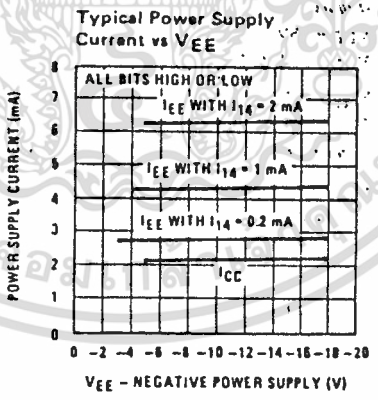 Typical Power Supply
Current vs VEE
ALL BITS HIGH OR LOW
IEE WITH I14 = 2 mA
IEE WITH I14 = 1 mA
IEE WITH I14 = 0.2 mA
ICC
POWER SUPPLY CURRENT (mA)
8
7
6
5
4
3
2
1
0
0 -2 -4 -6 -8 -10 -12 -14 -16 -18 -20
VEE - NEGATIVE POWER SUPPLY (V)